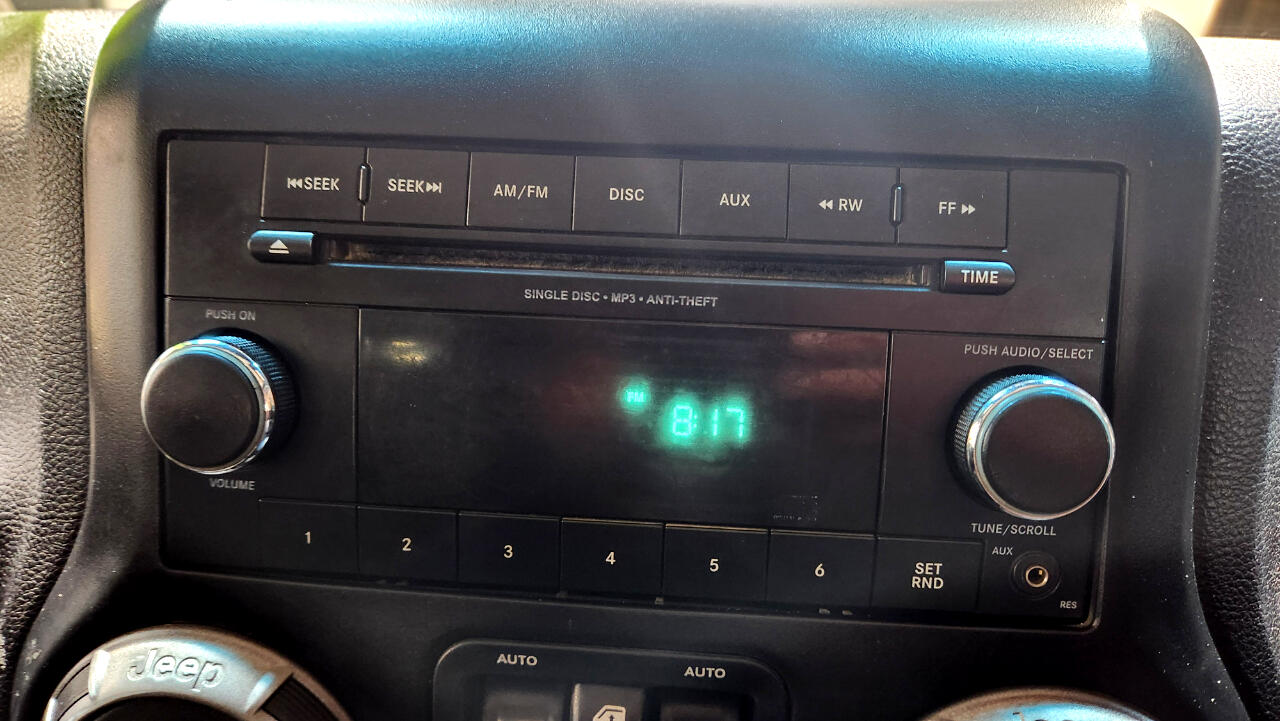 ⏮SEEK
SEEK⏭
AM/FM
DISC
AUX
◀◀ RW
FF ▶▶
TIME
SINGLE DISC • MP3 • ANTI-THEFT
PUSH ON
VOLUME
FM
8:17
PUSH AUDIO/SELECT
TUNE/SCROLL
1
2
3
4
5
6
SET
RND
AUX
RES
Jeep
AUTO
AUTO